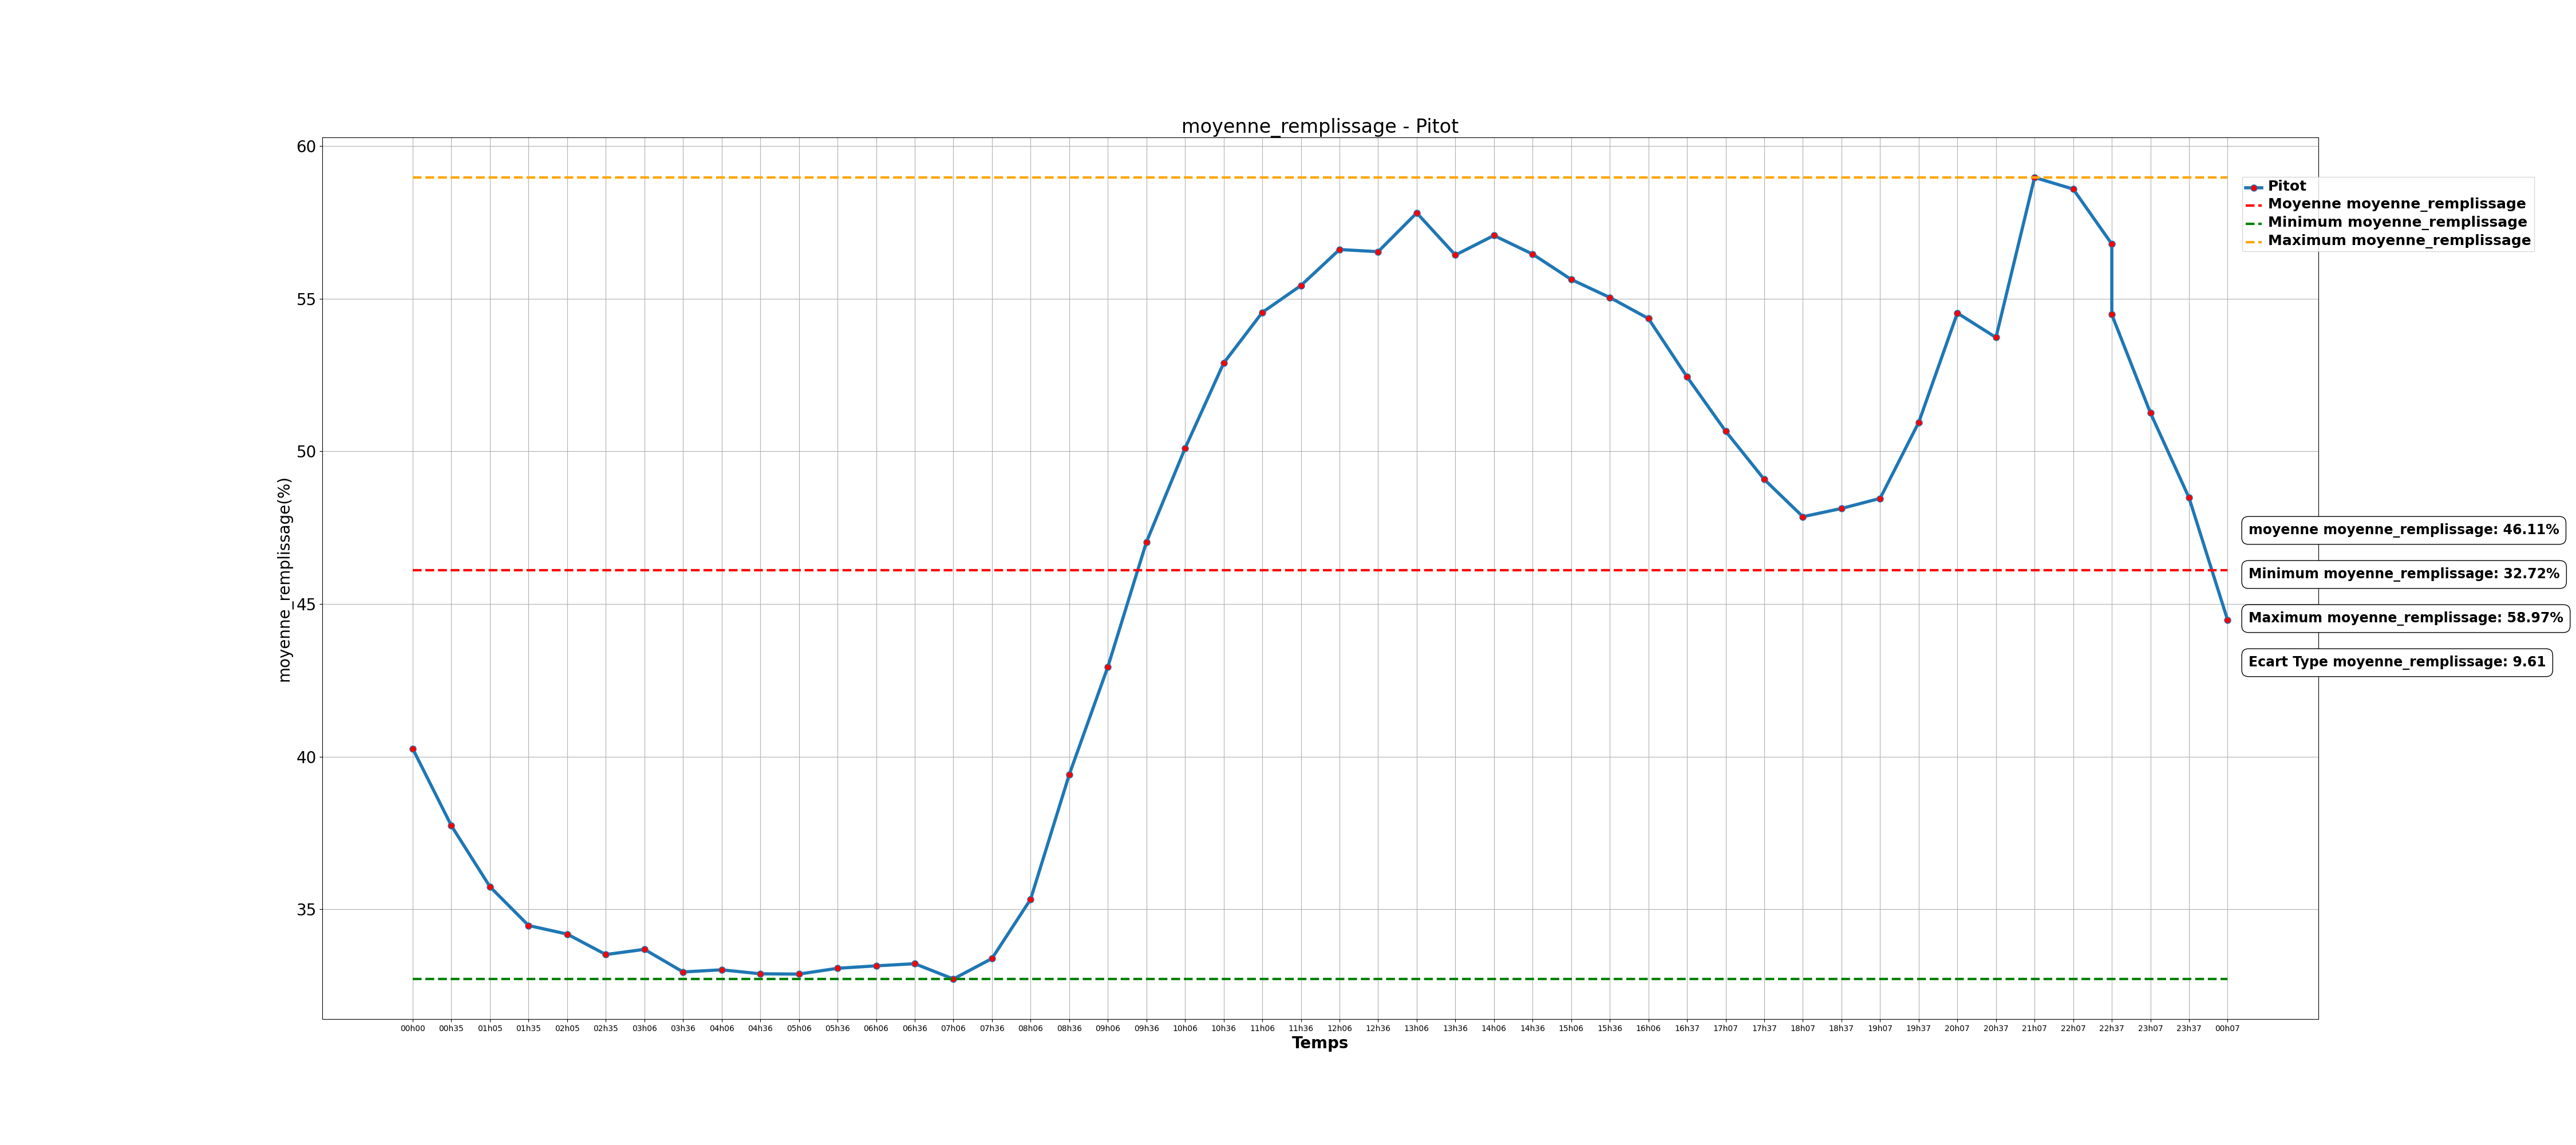 moyenne_remplissage - Pitot
60
55
50
45
40
35
moyenne_remplissage(%)
Pitot
Moyenne moyenne_remplissage
Minimum moyenne_remplissage
Maximum moyenne_remplissage
moyenne moyenne_remplissage: 46.11%
Minimum moyenne_remplissage: 32.72%
Maximum moyenne_remplissage: 58.97%
Ecart Type moyenne_remplissage: 9.61
00h00 00h35 01h05 01h35 02h05 02h35 03h06 03h36 04h06 04h36 05h06 05h36 06h06 06h36 07h06 07h36 08h06 08h36 09h06 09h36 10h06 10h36 11h06 11h36 12h06 12h36 13h06 13h36 14h06 14h36 15h06 15h36 16h06 16h37 17h07 17h37 18h07 18h37 19h07 19h37 20h07 20h37 21h07 22h07 22h37 23h07 23h37 00h07
Temps